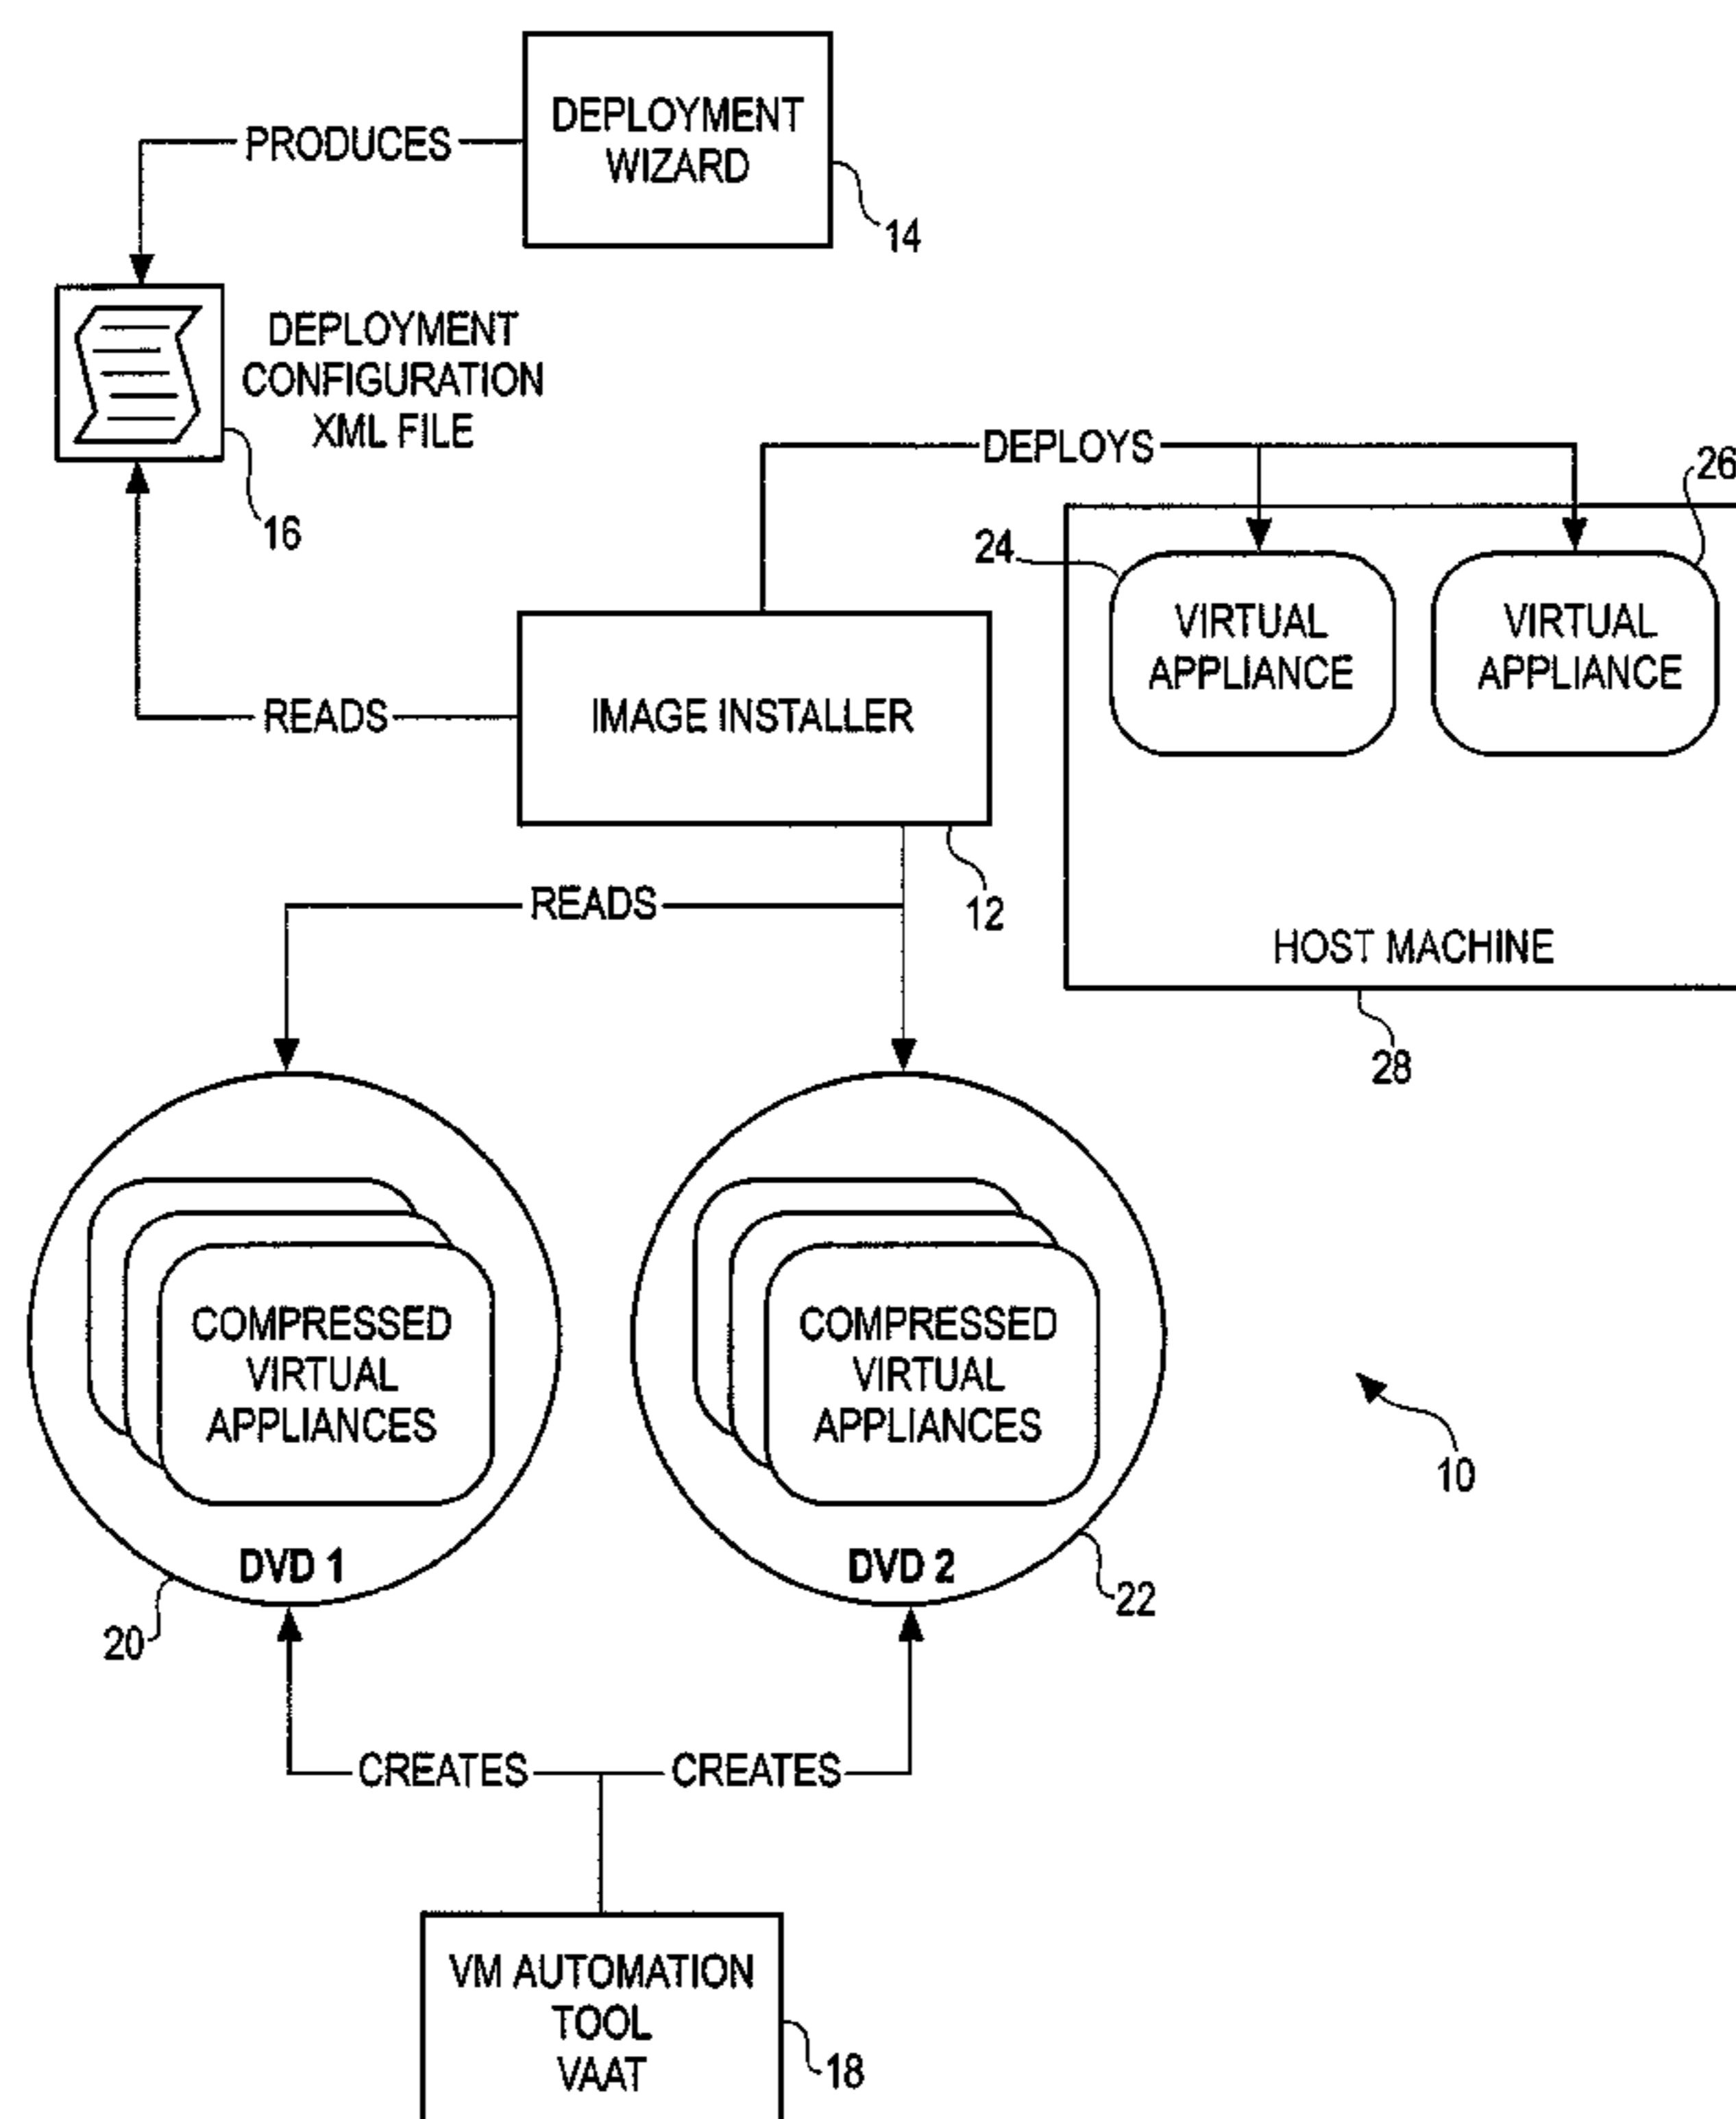 DEPLOYMENT
WIZARD
PRODUCES
14
DEPLOYMENT
CONFIGURATION
XML FILE
16
DEPLOYS
26
24
VIRTUAL
APPLIANCE
VIRTUAL
APPLIANCE
READS
IMAGE INSTALLER
READS
12
HOST MACHINE
28
COMPRESSED
VIRTUAL
APPLIANCES
DVD 1
COMPRESSED
VIRTUAL
APPLIANCES
DVD 2
10
20
22
CREATES
CREATES
VM AUTOMATION
TOOL
VAAT
18